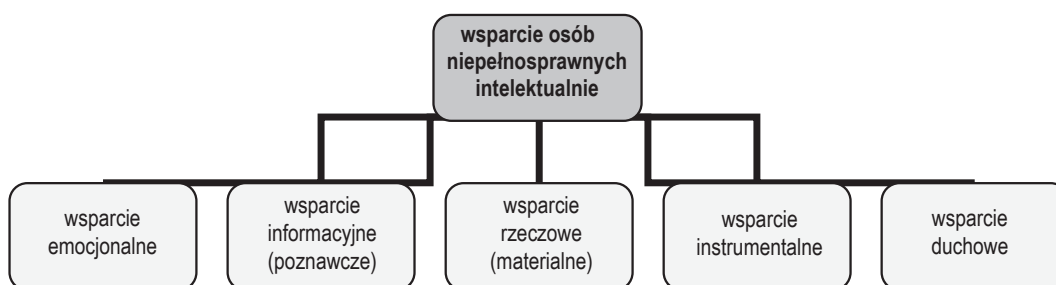 wsparcie osób
niepełnosprawnych
intelektualnie
wsparcie
emocjonalne
wsparcie
informacyjne
(poznawcze)
wsparcie
rzeczowe
(materialne)
wsparcie
instrumentalne
wsparcie
duchowe